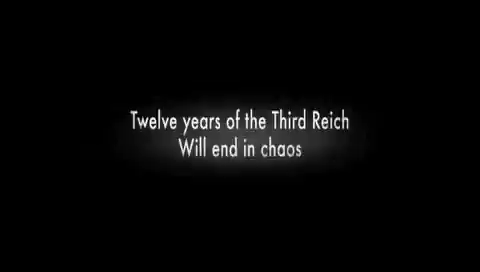 Twelve years of the Third Reich
Will end in chaos